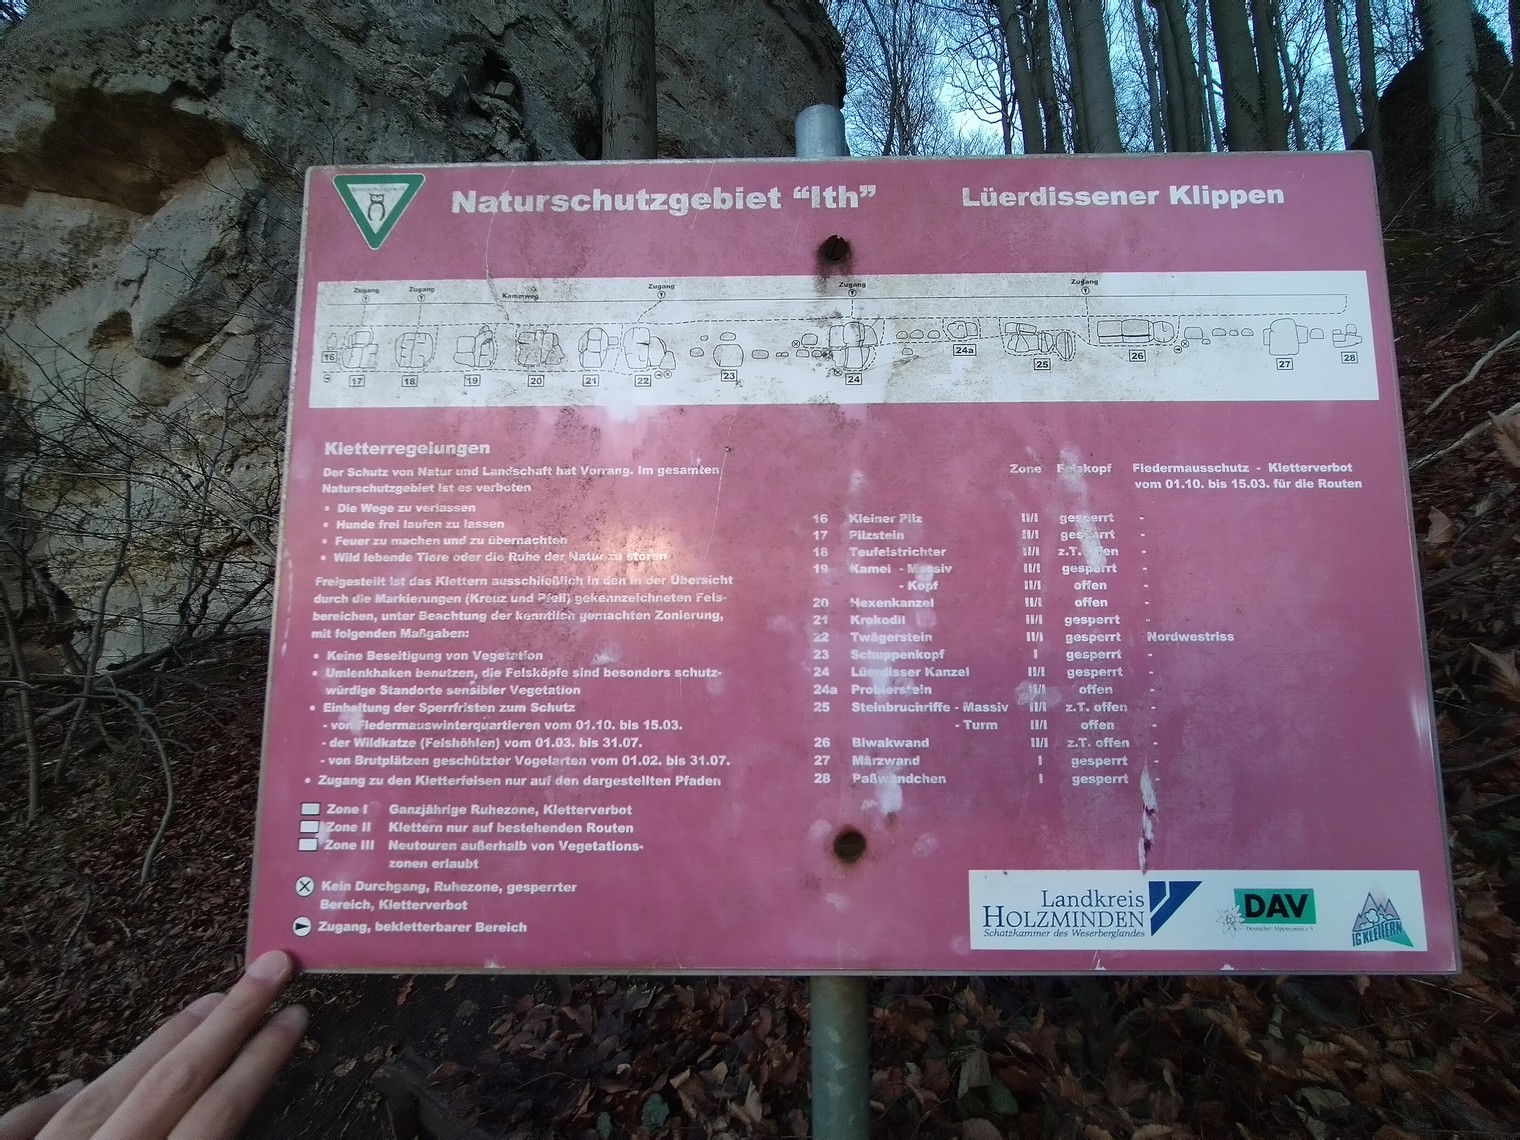 Naturschutzgebiet “Ith” Lüerdissener Klippen
Zugang Zugang Kammweg Zugang Zugang Zugang
16 17 18 19 20 21 22 23 24 24a 25 26 27 28
Kletterregelungen
Der Schutz von Natur und Landschaft hat Vorrang. Im gesamten
Naturschutzgebiet ist es verboten
• Die Wege zu verlassen
• Hunde frei laufen zu lassen
• Feuer zu machen und zu übernachten
• Wild lebende Tiere oder die Ruhe der Natur zu stören
Freigestellt ist das Klettern ausschließlich in den in der Übersicht
durch die Markierungen (Kreuz und Pfeil) gekennzeichneten Fels-
bereichen, unter Beachtung der kenntlich gemachten Zonierung,
mit folgenden Maßgaben:
• Keine Beseitigung von Vegetation
• Umlenkhaken benutzen, die Felsköpfe sind besonders schutz-
würdige Standorte sensibler Vegetation
• Einhaltung der Sperrfristen zum Schutz
- von Fledermauswinterquartieren vom 01.10. bis 15.03.
- der Wildkatze (Felshöhlen) vom 01.03. bis 31.07.
- von Brutplätzen geschützter Vogelarten vom 01.02. bis 31.07.
• Zugang zu den Kletterfelsen nur auf den dargestellten Pfaden
Zone I Ganzjährige Ruhezone, Kletterverbot
Zone II Klettern nur auf bestehenden Routen
Zone III Neutouren außerhalb von Vegetations-
zonen erlaubt
Kein Durchgang, Ruhezone, gesperrter
Bereich, Kletterverbot
Zugang, bekletterbarer Bereich
Zone Felskopf Fledermausschutz - Kletterverbot
vom 01.10. bis 15.03. für die Routen
16 Kleiner Pilz II/I gesperrt -
17 Pilzstein II/I gesperrt -
18 Teufelstrichter II/I z.T. offen -
19 Kamel - Massiv II/I gesperrt -
- Kopf II/I offen -
20 Hexenkanzel II/I offen -
21 Krokodil II/I gesperrt -
22 Twägerstein II/I gesperrt Nordwestriss
23 Schuppenkopf I gesperrt -
24 Lüerdisser Kanzel II/I gesperrt -
24a Probierstein II/I offen -
25 Steinbruchriffe - Massiv II/I z.T. offen -
- Turm II/I offen -
26 Biwakwand II/I z.T. offen -
27 Märzwand I gesperrt -
28 Paßwändchen I gesperrt -
Landkreis
HOLZMINDEN
Schatzkammer des Weserberglandes
DAV
Deutscher Alpenverein e.V.
IG KLETTERN